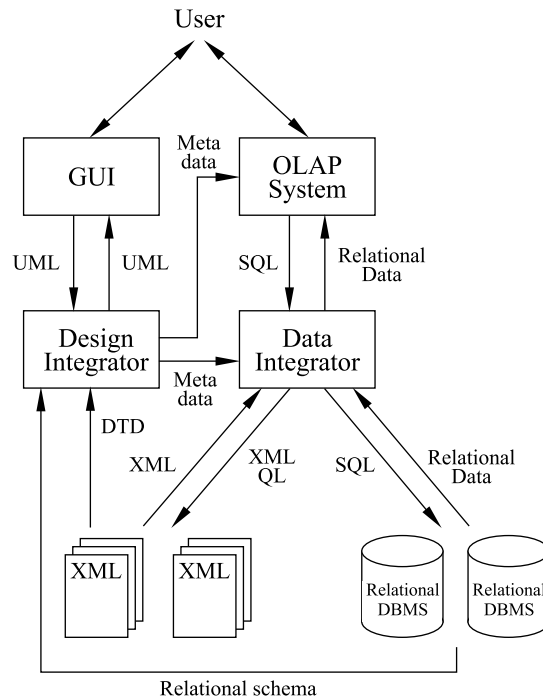 User
Meta
data
GUI
OLAP
System
UML
UML
SQL
Relational
Data
Design
Integrator
Data
Integrator
Meta
data
DTD
XML
XML
QL
SQL
Relational
Data
XML
XML
Relational
DBMS
Relational
DBMS
Relational schema